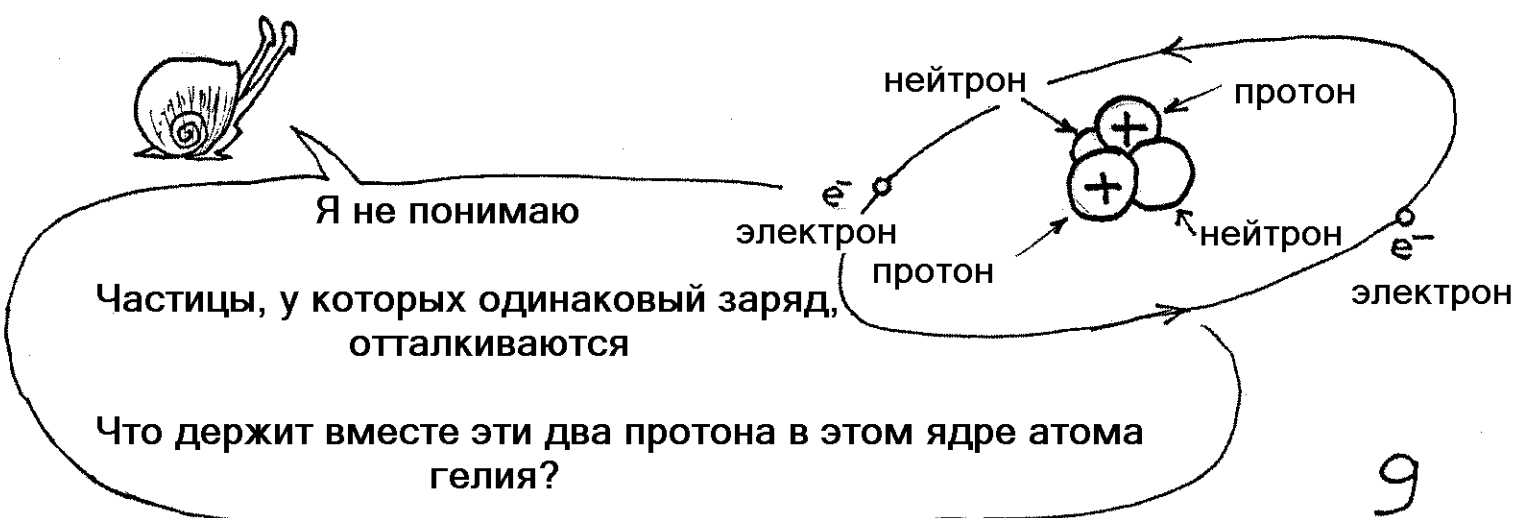 нейтрон
протон
Я не понимаю
e⁻
электрон
протон
нейтрон
e⁻
электрон
Частицы, у которых одинаковый заряд,
отталкиваются
Что держит вместе эти два протона в этом ядре атома
гелия?
+
+
9